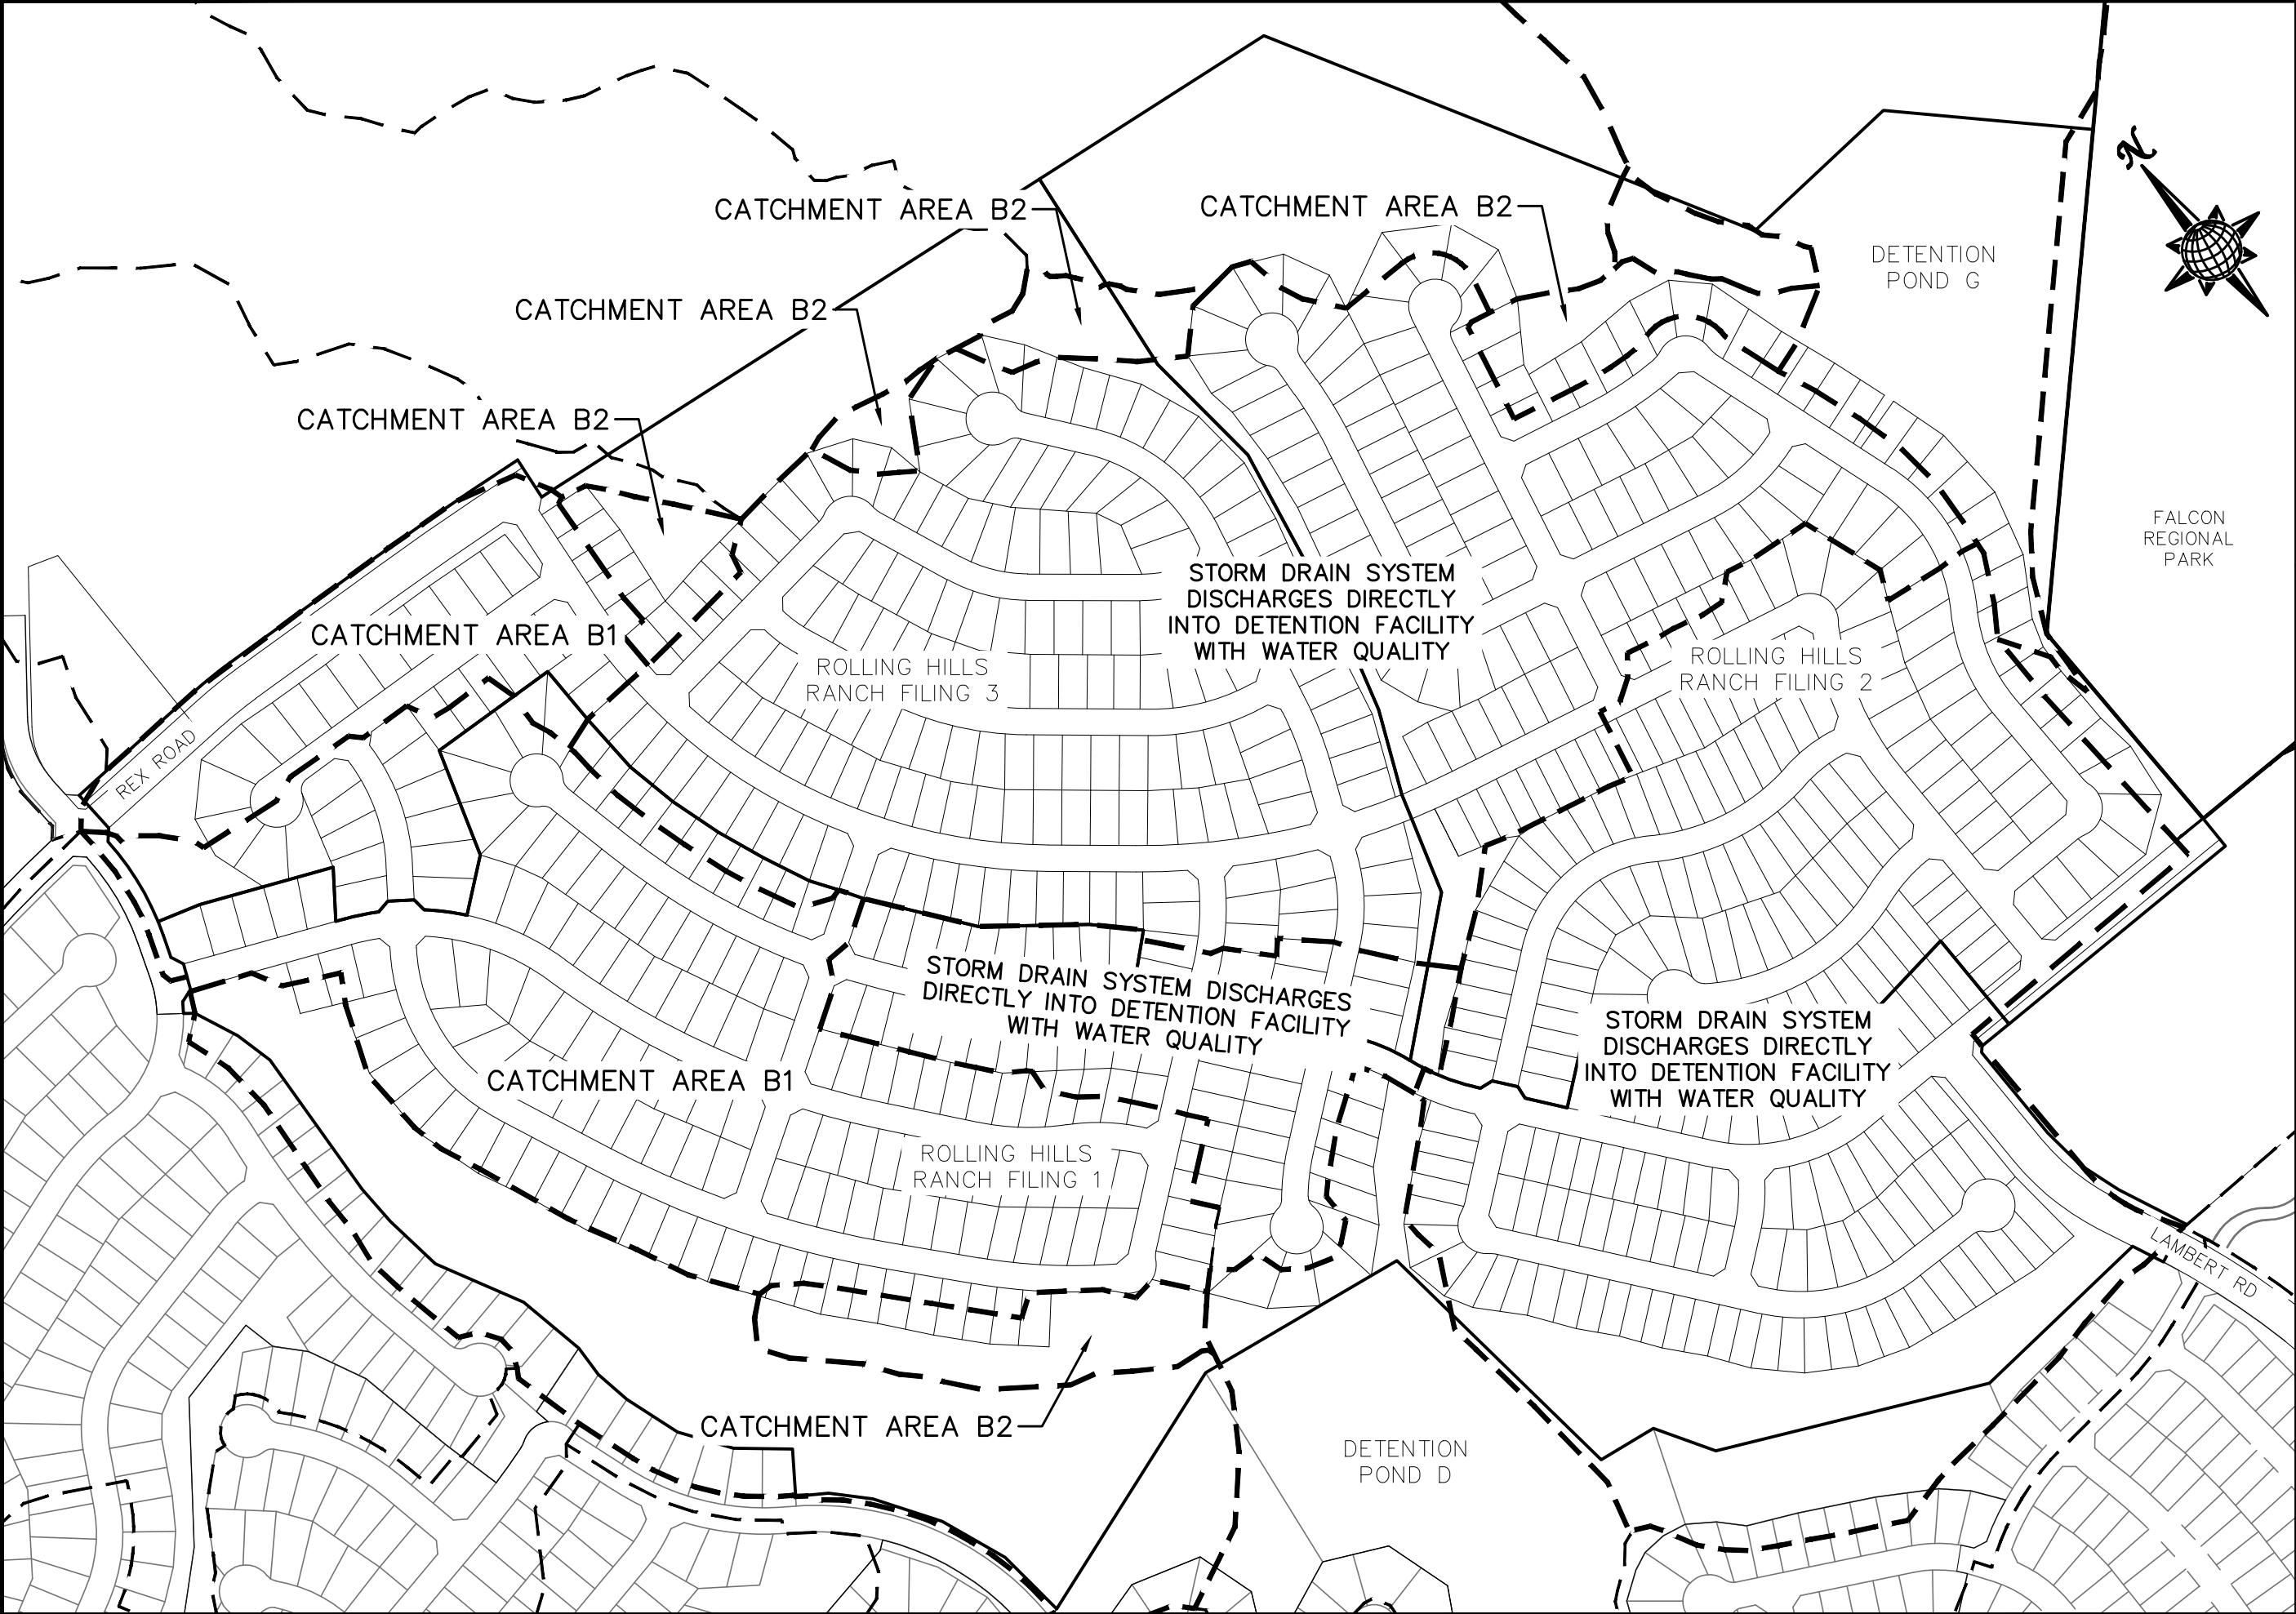 N
CATCHMENT AREA B2
CATCHMENT AREA B2
DETENTION
POND G
CATCHMENT AREA B2
CATCHMENT AREA B2
FALCON
REGIONAL
PARK
STORM DRAIN SYSTEM
DISCHARGES DIRECTLY
INTO DETENTION FACILITY
WITH WATER QUALITY
CATCHMENT AREA B1
ROLLING HILLS
RANCH FILING 3
ROLLING HILLS
RANCH FILING 2
REX ROAD
STORM DRAIN SYSTEM DISCHARGES
DIRECTLY INTO DETENTION FACILITY
WITH WATER QUALITY
STORM DRAIN SYSTEM
DISCHARGES DIRECTLY
INTO DETENTION FACILITY
WITH WATER QUALITY
CATCHMENT AREA B1
ROLLING HILLS
RANCH FILING 1
LAMBERT RD
CATCHMENT AREA B2
DETENTION
POND D